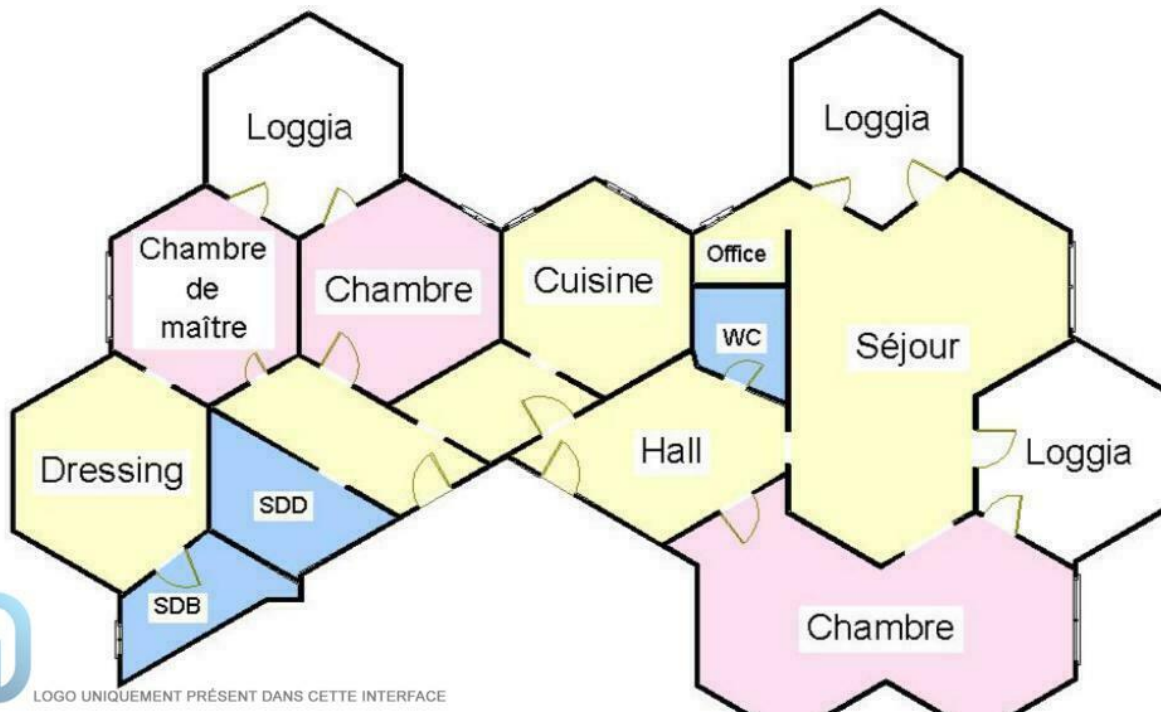 Loggia
Loggia
Chambre
de
maître
Chambre
Cuisine
Office
WC
Séjour
Dressing
SDD
Hall
Loggia
SDB
Chambre
LOGO UNIQUEMENT PRÉSENT DANS CETTE INTERFACE